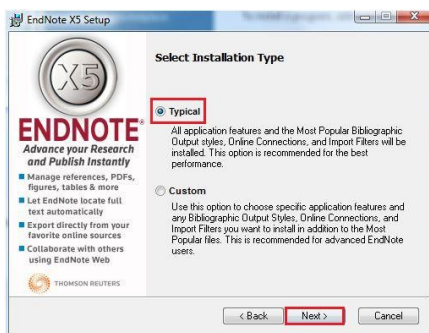 EndNote X5 Setup
X5
ENDNOTE®
Advance your Research
and Publish Instantly
Manage references, PDFs,
figures, tables & more
Let EndNote locate full
text automatically
Export directly from your
favorite online sources
Collaborate with others
using EndNote Web
THOMSON REUTERS
Select Installation Type
Typical
All application features and the Most Popular Bibliographic
Output styles, Online Connections, and Import Filters will be
installed. This option is recommended for the best
performance.
Custom
Use this option to choose specific application features and
any Bibliographic Output Styles, Online Connections, and
Import Filters you want to install in addition to the Most
Popular files. This is recommended for advanced EndNote
users.
< Back
Next >
Cancel